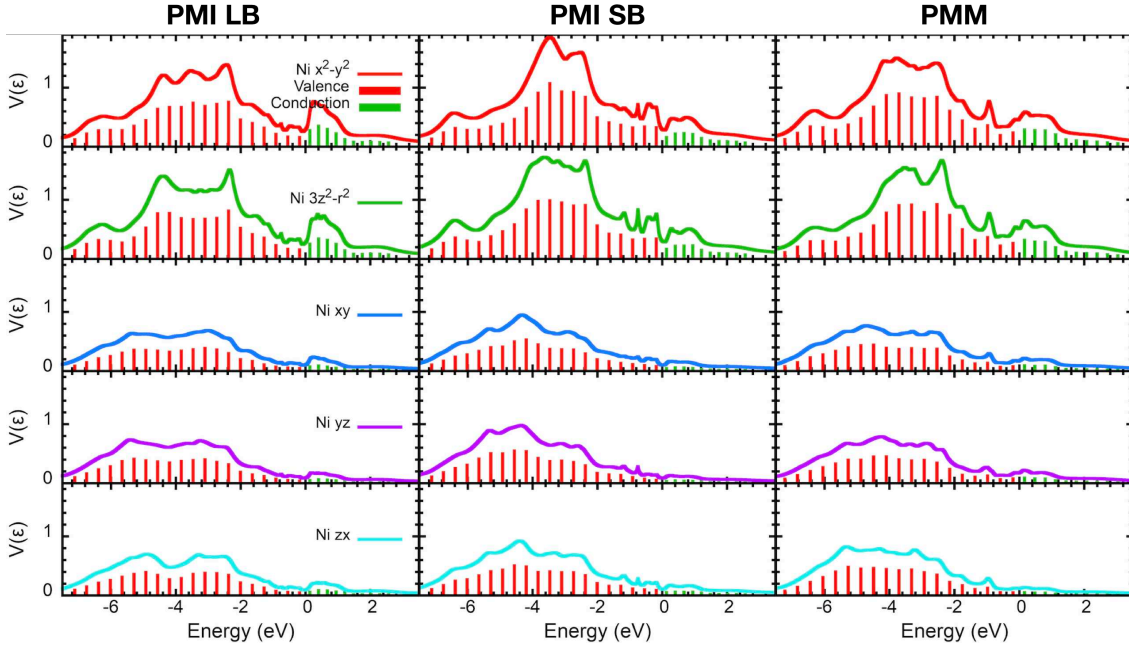 PMI LB PMI SB PMM
V(ε) 1 0 Ni x²-y²
Valence
Conduction
V(ε) 1 0 Ni 3z²-r²
V(ε) 1 0 Ni xy
V(ε) 1 0 Ni yz
V(ε) 1 0 Ni zx
-6 -4 -2 0 2 -6 -4 -2 0 2 -6 -4 -2 0 2
Energy (eV) Energy (eV) Energy (eV)